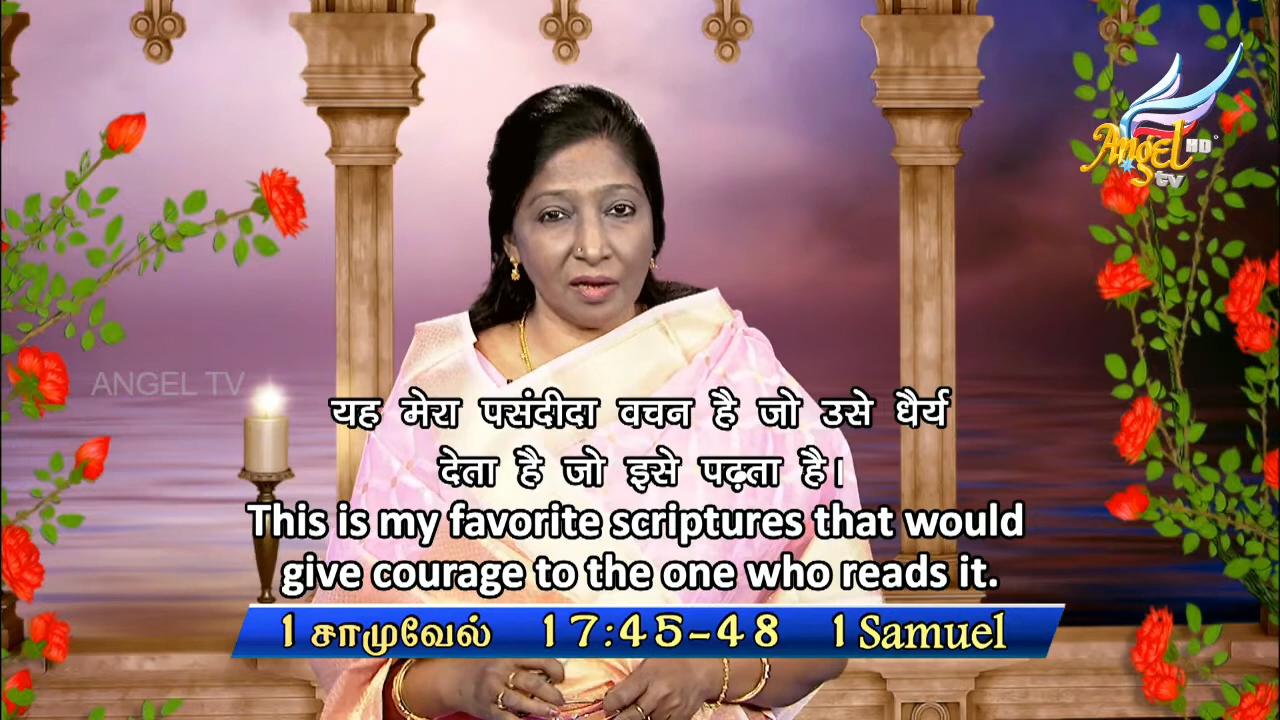 Angel HD
tv
ANGEL TV
यह मेरा पसंदीदा वचन है जो उसे धैर्य
देता है जो इसे पढ़ता है।
This is my favorite scriptures that would
give courage to the one who reads it.
1 சாமுவேல் 17:45-48 1 Samuel